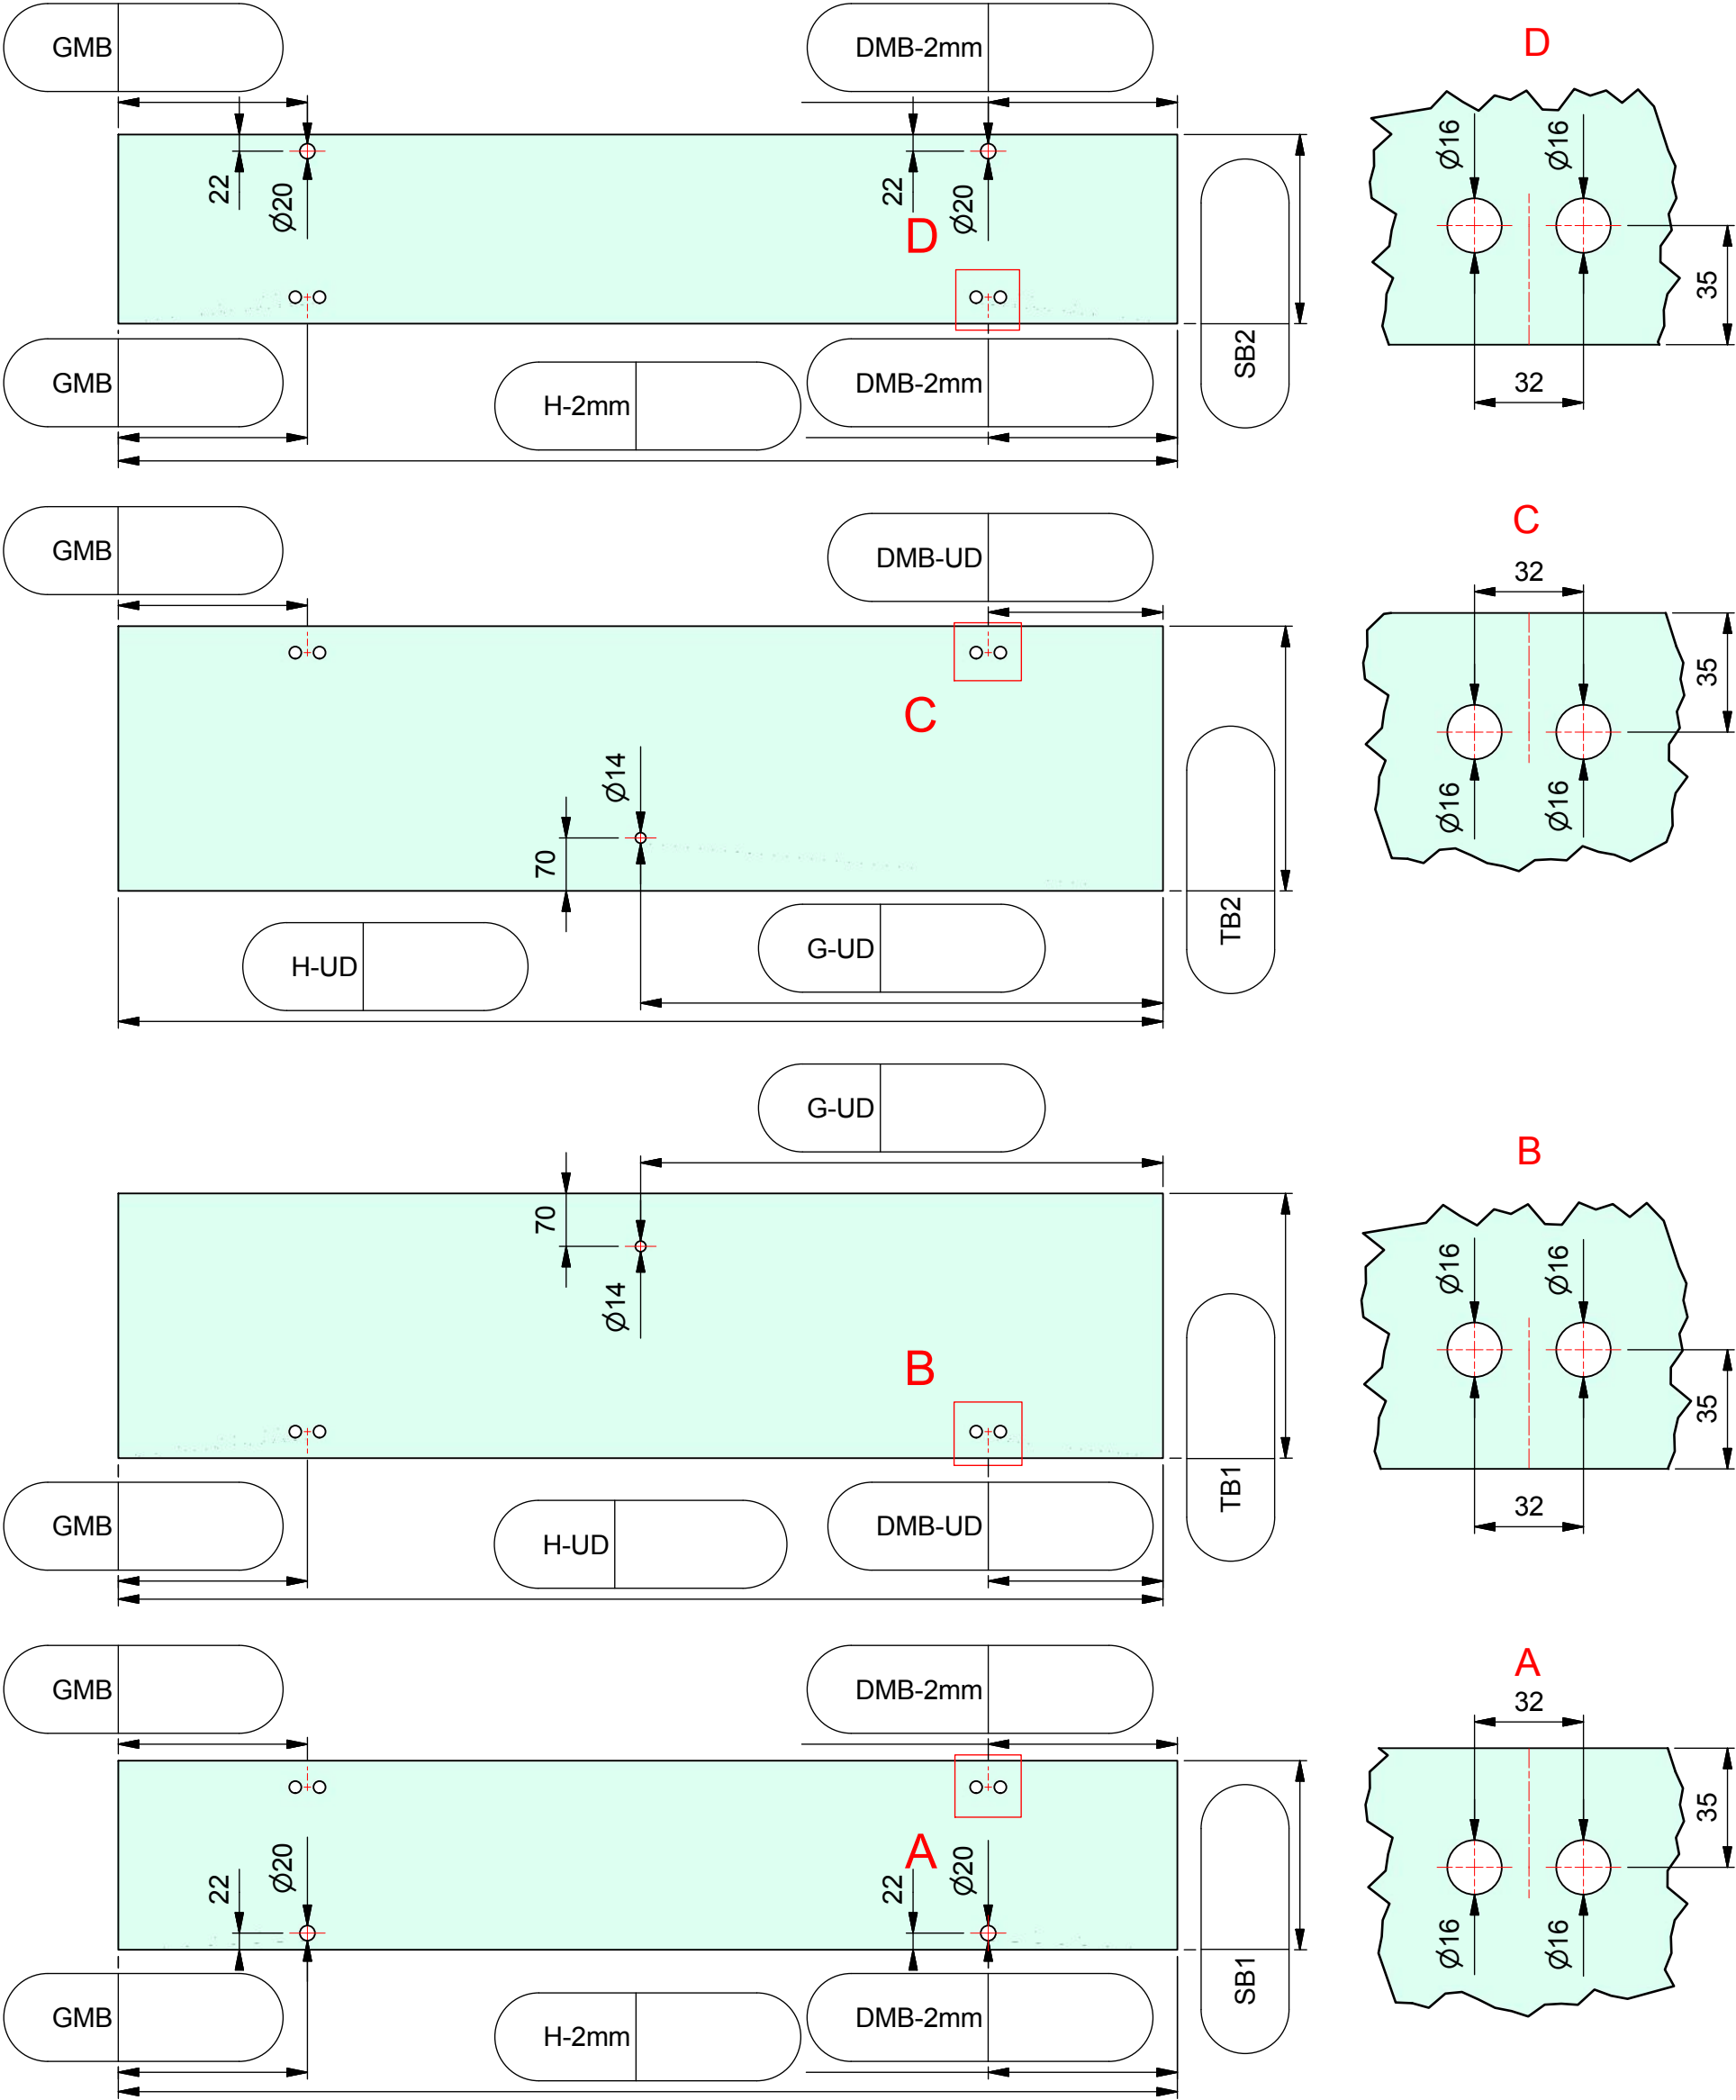 GMB
DMB-2mm
D
Ø16
Ø16
22
Ø20
22
Ø20
D
35
SB2
GMB
H-2mm
DMB-2mm
32
GMB
DMB-UD
C
32
35
C
Ø14
70
Ø16
Ø16
TB2
H-UD
G-UD
G-UD
B
70
Ø14
Ø16
Ø16
B
35
TB1
GMB
H-UD
DMB-UD
32
GMB
DMB-2mm
A
32
35
A
22
Ø20
22
Ø20
Ø16
Ø16
SB1
GMB
H-2mm
DMB-2mm